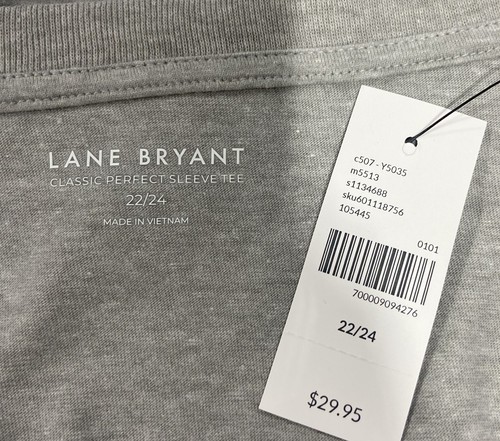 LANE BRYANT
CLASSIC PERFECT SLEEVE TEE
22/24
MADE IN VIETNAM
c507 - Y5035
m5513
s1134688
sku601118756
105445
0101
700009094276
22/24
$29.95